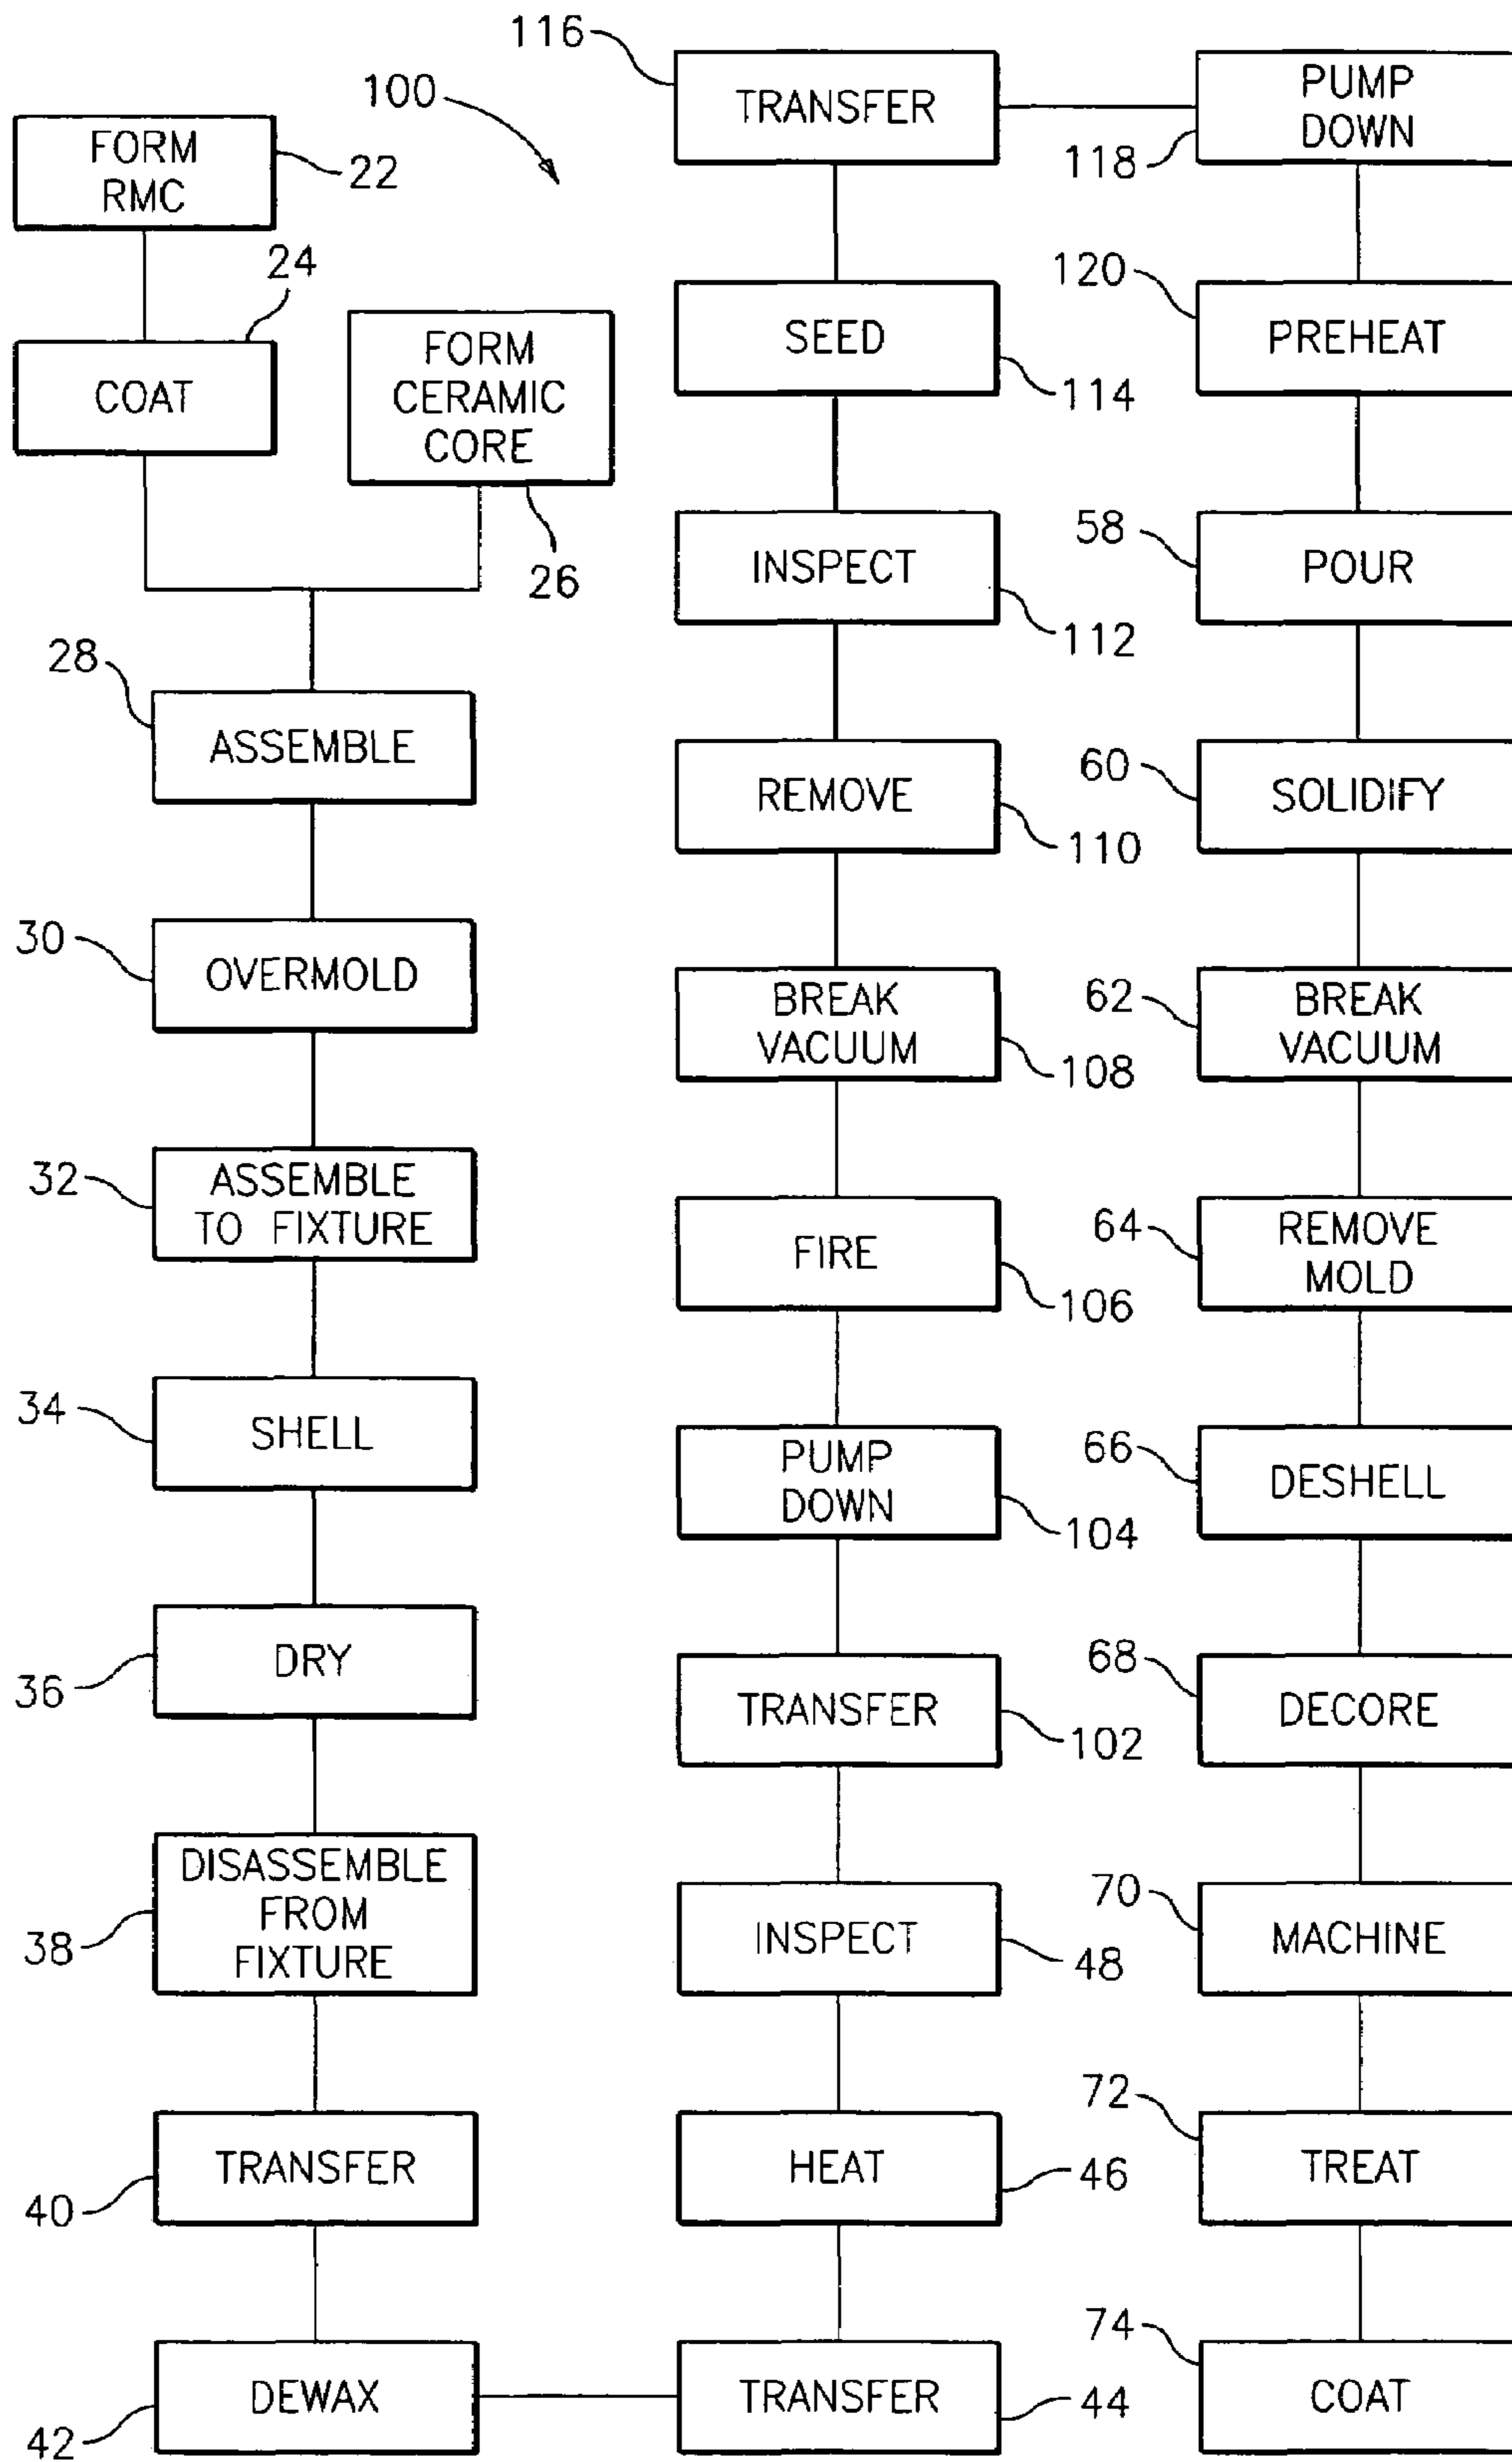 100
FORM
RMC
22
24
COAT
FORM
CERAMIC
CORE
26
28
ASSEMBLE
30
OVERMOLD
32
ASSEMBLE
TO FIXTURE
34
SHELL
36
DRY
38
DISASSEMBLE
FROM
FIXTURE
40
TRANSFER
42
DEWAX
TRANSFER
44
HEAT
46
INSPECT
48
TRANSFER
102
PUMP
DOWN
104
FIRE
106
BREAK
VACUUM
108
REMOVE
110
INSPECT
112
SEED
114
116
TRANSFER
PUMP
DOWN
118
120
PREHEAT
58
POUR
60
SOLIDIFY
62
BREAK
VACUUM
64
REMOVE
MOLD
66
DESHELL
68
DECORE
70
MACHINE
72
TREAT
74
COAT